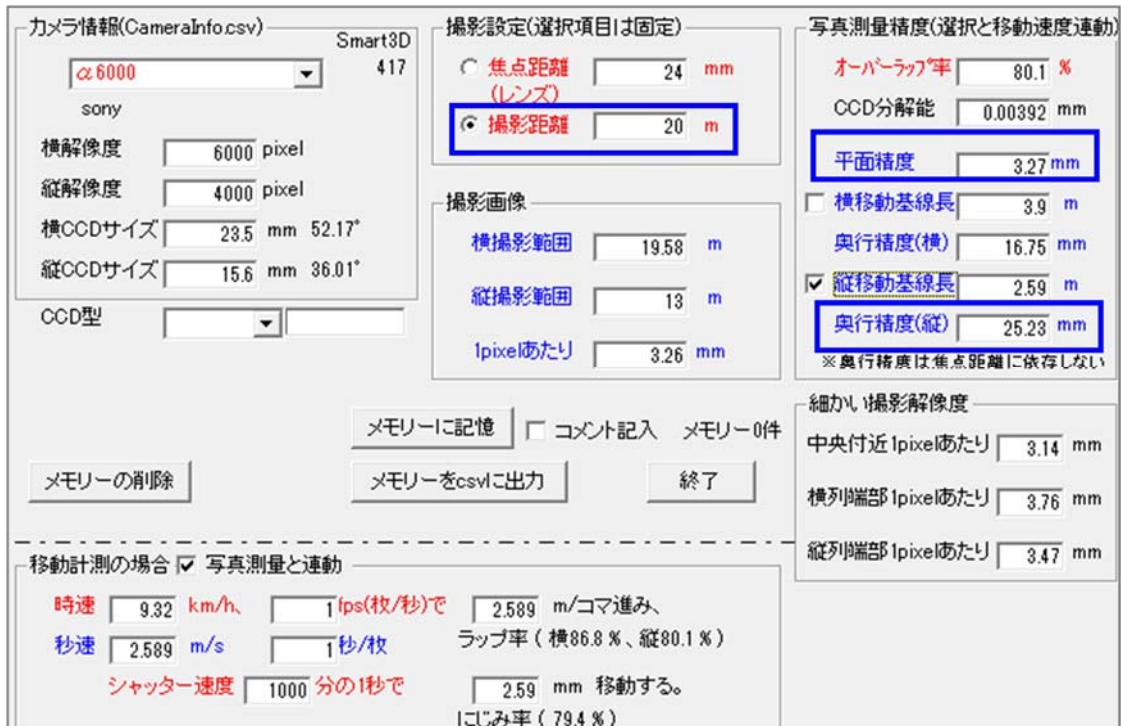 カメラ情報(CameraInfo.csv)
Smart3D
417
α6000
sony
横解像度 6000 pixel
縦解像度 4000 pixel
横CCDサイズ 23.5 mm 52.17°
縦CCDサイズ 15.6 mm 36.01°
CCD型
撮影設定(選択項目は固定)
焦点距離 24 mm
(レンズ)
撮影距離 20 m
撮影画像
横撮影範囲 19.58 m
縦撮影範囲 13 m
1pixelあたり 3.26 mm
写真測量精度(選択と移動速度連動)
オーバーラップ率 80.1 %
CCD分解能 0.00392 mm
平面精度 3.27 mm
横移動基線長 3.9 m
奥行精度(横) 16.75 mm
縦移動基線長 2.59 m
奥行精度(縦) 25.23 mm
※奥行精度は焦点距離に依存しない
細かい撮影解像度
中央付近1pixelあたり 3.14 mm
横列端部1pixelあたり 3.76 mm
縦列端部1pixelあたり 3.47 mm
メモリーに記憶 コメント記入 メモリー0件
メモリーの削除 メモリーをcsvに出力 終了
移動計測の場合 写真測量と連動
時速 9.32 km/h、 1 fps(枚/秒)で 2.589 m/コマ進み、
秒速 2.589 m/s 1 秒/枚 ラップ率(横86.8%、縦80.1%)
シャッター速度 1000 分の1秒で 2.59 mm 移動する。
にじみ率(79.4%)